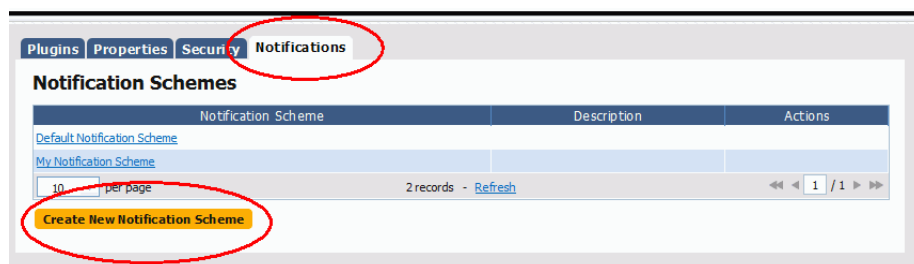 Plugins Properties Security Notifications
Notification Schemes
Notification Scheme Description Actions
Default Notification Scheme
My Notification Scheme
10 per page 2 records - Refresh 1 / 1
Create New Notification Scheme